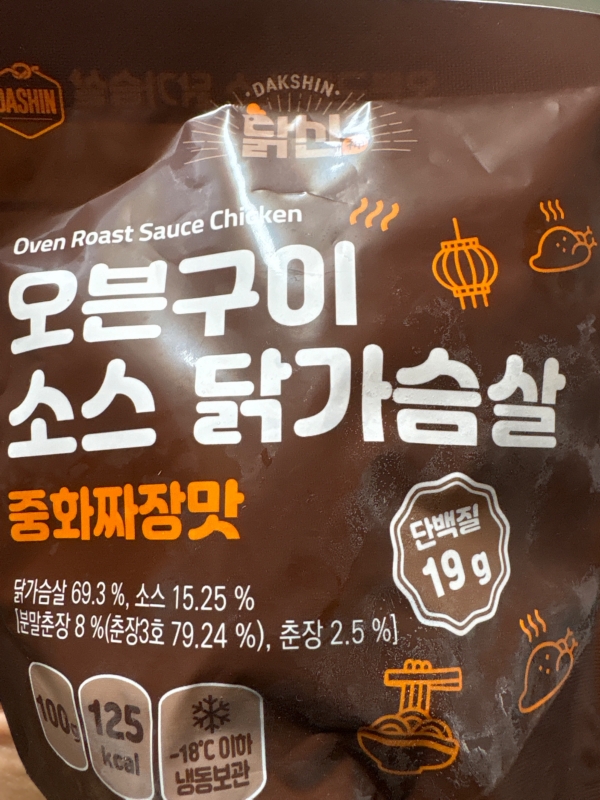 DASHIN
·DAKSHIN·
닭신
Oven Roast Sauce Chicken
오븐구이
소스 닭가슴살
중화짜장맛
단백질
19 g
닭가슴살 69.3 %, 소스 15.25 %
[분말춘장 8 %(춘장3호 79.24 %), 춘장 2.5 %]
100g
125
kcal
-18℃ 이하
냉동보관